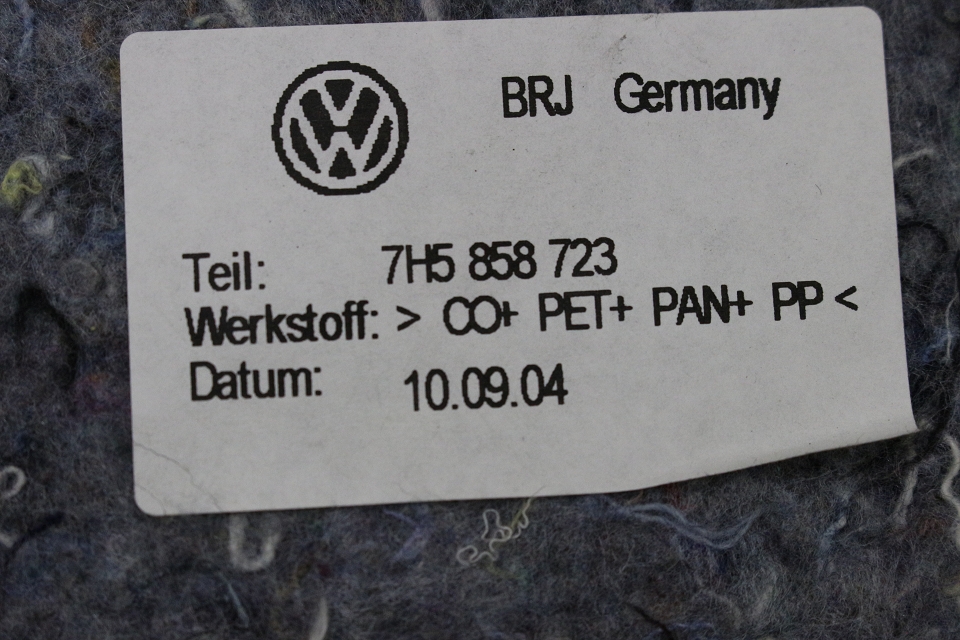 BRJ Germany
Teil: 7H5 858 723
Werkstoff: > CO+ PET+ PAN+ PP <
Datum: 10.09.04